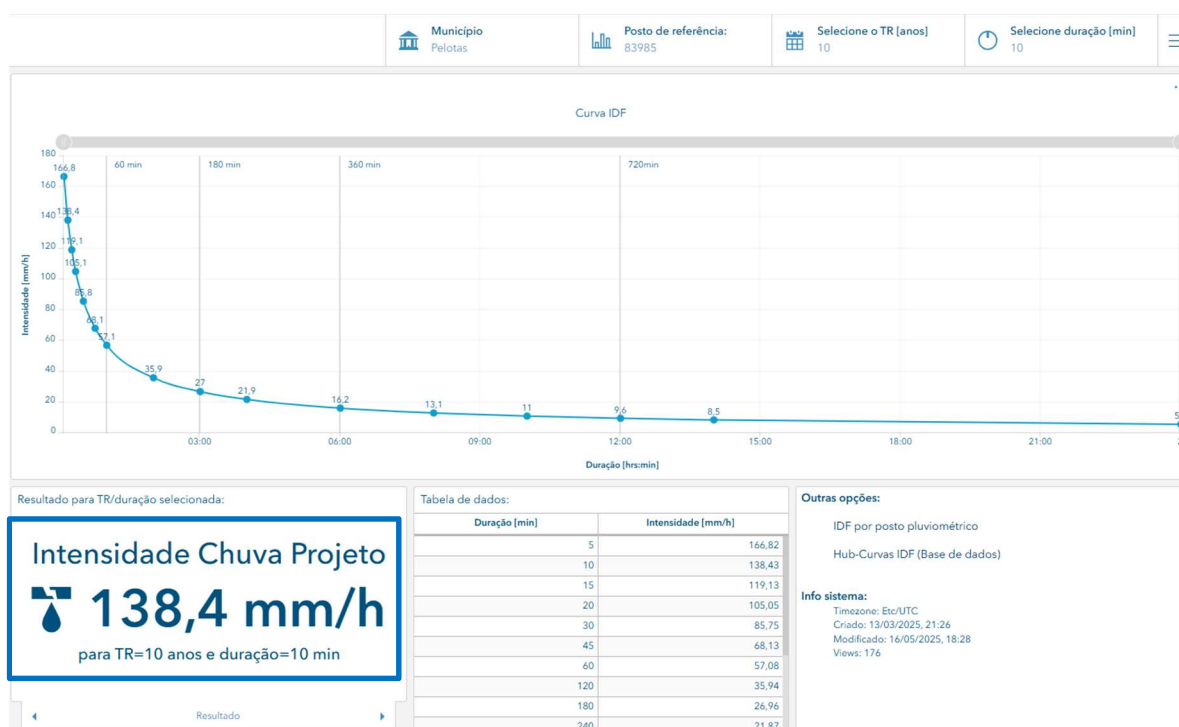 Município
Pelotas
Posto de referência:
83985
Selecione o TR [anos]
10
Selecione duração [min]
10
Curva IDF
Intensidade [mm/h]
180
160
140
120
100
80
60
40
20
0
60 min
180 min
360 min
720min
166,8
138,4
119,1
105,1
85,8
68,1
57,1
35,9
27
21,9
16,2
13,1
11
9,6
8,5
03:00
06:00
09:00
12:00
15:00
18:00
21:00
Duração [hrs:min]
Resultado para TR/duração selecionada:
Intensidade Chuva Projeto
138,4 mm/h
para TR=10 anos e duração=10 min
Resultado
Tabela de dados:
Duração [min] Intensidade [mm/h]
5 166,82
10 138,43
15 119,13
20 105,05
30 85,75
45 68,13
60 57,08
120 35,94
180 26,96
240 21,87
Outras opções:
IDF por posto pluviométrico
Hub-Curvas IDF (Base de dados)
Info sistema:
Timezone: Etc/UTC
Criado: 13/03/2025, 21:26
Modificado: 16/05/2025, 18:28
Views: 176